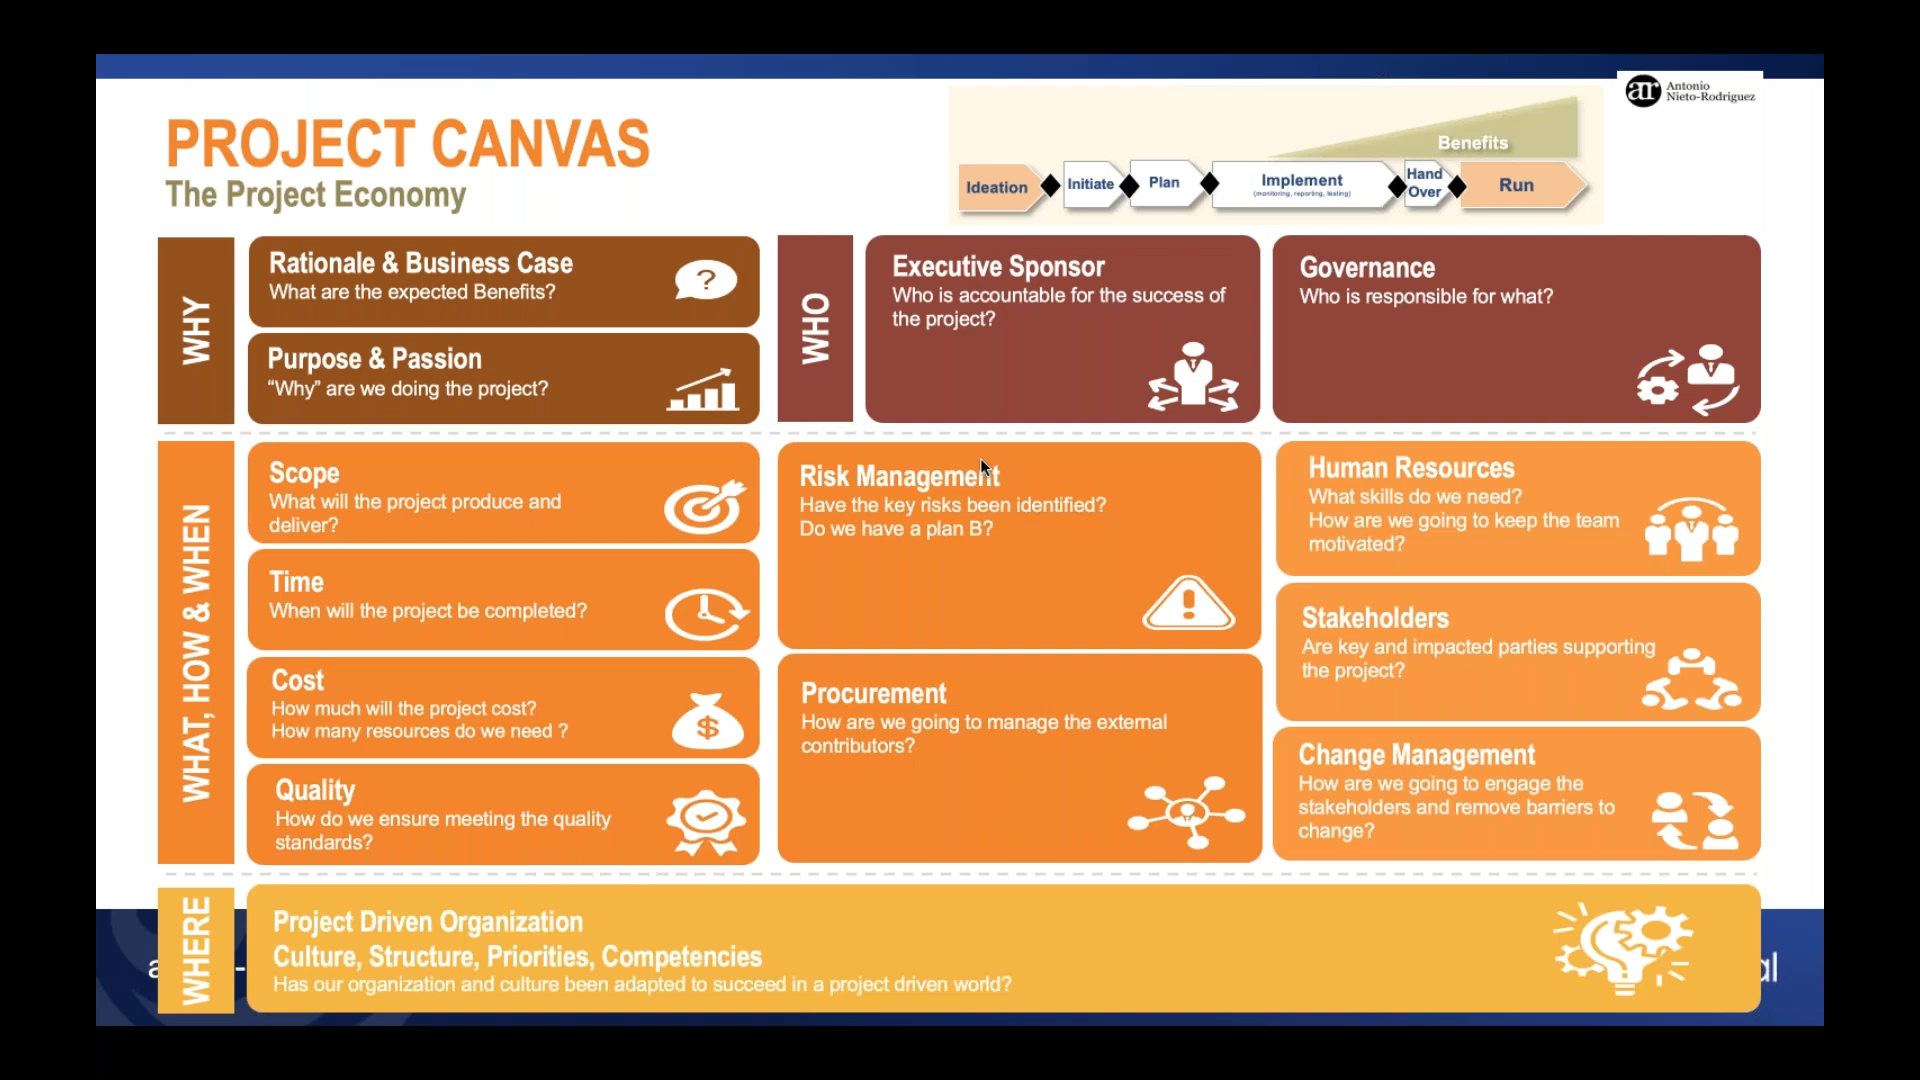 PROJECT CANVAS
The Project Economy
ar Antonio
Nieto-Rodriguez
Benefits
Ideation
Initiate
Plan
Implement
(monitoring, reporting, testing)
Hand
Over
Run
WHY
Rationale & Business Case
What are the expected Benefits?
?
Purpose & Passion
“Why” are we doing the project?
WHO
Executive Sponsor
Who is accountable for the success of
the project?
Governance
Who is responsible for what?
WHAT, HOW & WHEN
Scope
What will the project produce and
deliver?
Time
When will the project be completed?
Cost
How much will the project cost?
How many resources do we need ?
$
Quality
How do we ensure meeting the quality
standards?
Risk Management
Have the key risks been identified?
Do we have a plan B?
Procurement
How are we going to manage the external
contributors?
Human Resources
What skills do we need?
How are we going to keep the team
motivated?
Stakeholders
Are key and impacted parties supporting
the project?
Change Management
How are we going to engage the
stakeholders and remove barriers to
change?
WHERE
Project Driven Organization
Culture, Structure, Priorities, Competencies
Has our organization and culture been adapted to succeed in a project driven world?